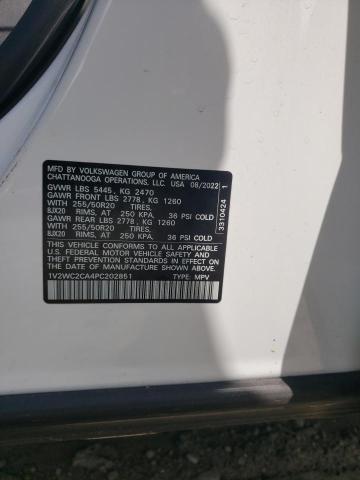 MFD. BY VOLKSWAGEN GROUP OF AMERICA
CHATTANOOGA OPERATIONS, LLC. USA 08/2022
GVWR LBS 5445, KG 2470
GAWR FRONT LBS 2778, KG 1260
WITH 255/50R20 TIRES,
8JX20 RIMS, AT 250 KPA, 36 PSI COLD
GAWR REAR LBS 2778, KG 1260
WITH 255/50R20 TIRES,
8JX20 RIMS, AT 250 KPA, 36 PSI COLD
THIS VEHICLE CONFORMS TO ALL APPLICABLE
U.S. FEDERAL MOTOR VEHICLE SAFETY AND
THEFT PREVENTION STANDARDS IN EFFECT ON
THE DATE OF MANUFACTURE SHOWN ABOVE.
1V2WC2CA4PC202851 TYPE: MPV
3310424 1